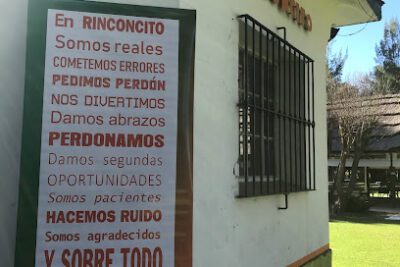 En RINCONCITO
Somos reales
COMETEMOS ERRORES
PEDIMOS PERDÓN
NOS DIVERTIMOS
Damos abrazos
PERDONAMOS
Damos segundas
OPORTUNIDADES
Somos pacientes
HACEMOS RUIDO
Somos agradecidos
Y SOBRE TODO